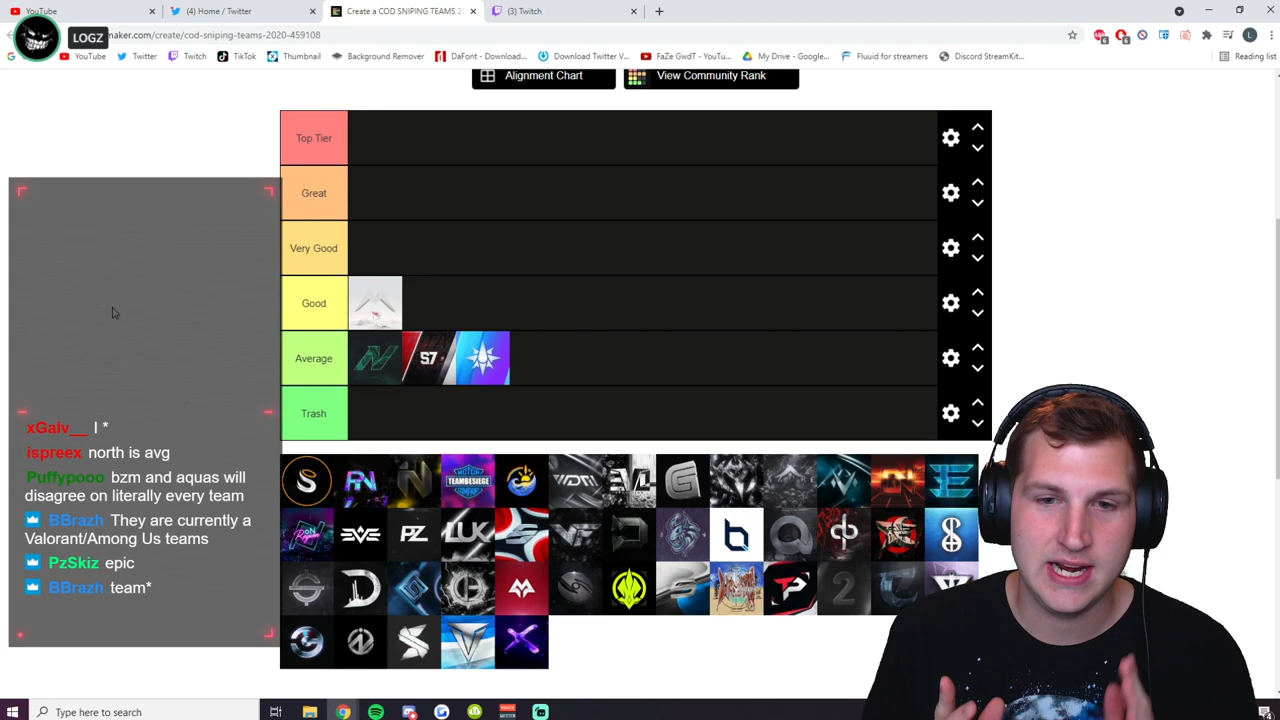 YouTube
(4) Home / Twitter
Create a COD SNIPING TEAMS 2
(3) Twitch
LOGZ
maker.com/create/cod-sniping-teams-2020-459108
YouTube
Twitter
Twitch
TikTok
Thumbnail
Background Remover
DaFont - Download...
Download Twitter V...
FaZe GwdT - YouTu...
My Drive - Google...
Fluuid for streamers
Discord StreamKit...
Reading list
Alignment Chart
View Community Rank
Top Tier
Great
Very Good
Good
Average
S7
Trash
xGalv__ I *
ispreex north is avg
Puffypooo bzm and aquas will
disagree on literally every team
BBrazh They are currently a
Valorant/Among Us teams
PzSkiz epic
BBrazh team*
TEAMBESIEGE
Type here to search